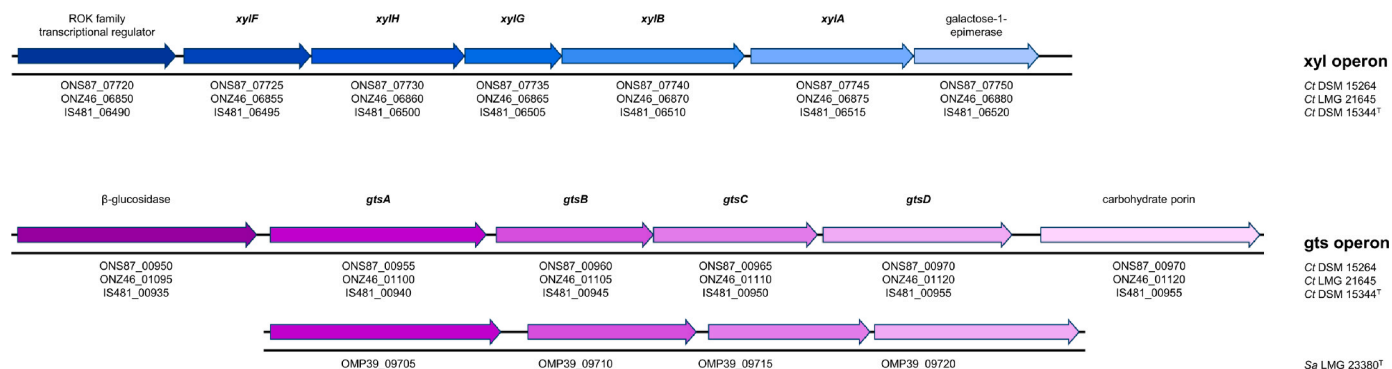 ROK family
transcriptional regulator
xylF
xylH
xylG
xylB
xylA
galactose-1-
epimerase
xyl operon
ONS87_07720 ONS87_07725 ONS87_07730 ONS87_07735 ONS87_07740 ONS87_07745 ONS87_07750 Ct DSM 15264
ONZ46_06850 ONZ46_06855 ONZ46_06860 ONZ46_06865 ONZ46_06870 ONZ46_06875 ONZ46_06880 Ct LMG 21645
IS481_06490 IS481_06495 IS481_06500 IS481_06505 IS481_06510 IS481_06515 IS481_06520 Ct DSM 15344ᵀ
β-glucosidase gtsA gtsB gtsC gtsD carbohydrate porin
gts operon
ONS87_00950 ONS87_00955 ONS87_00960 ONS87_00965 ONS87_00970 ONS87_00970 Ct DSM 15264
ONZ46_01095 ONZ46_01100 ONZ46_01105 ONZ46_01110 ONZ46_01120 ONZ46_01120 Ct LMG 21645
IS481_00935 IS481_00940 IS481_00945 IS481_00950 IS481_00955 IS481_00955 Ct DSM 15344ᵀ
OMP39_09705 OMP39_09710 OMP39_09715 OMP39_09720 Sa LMG 23380ᵀ